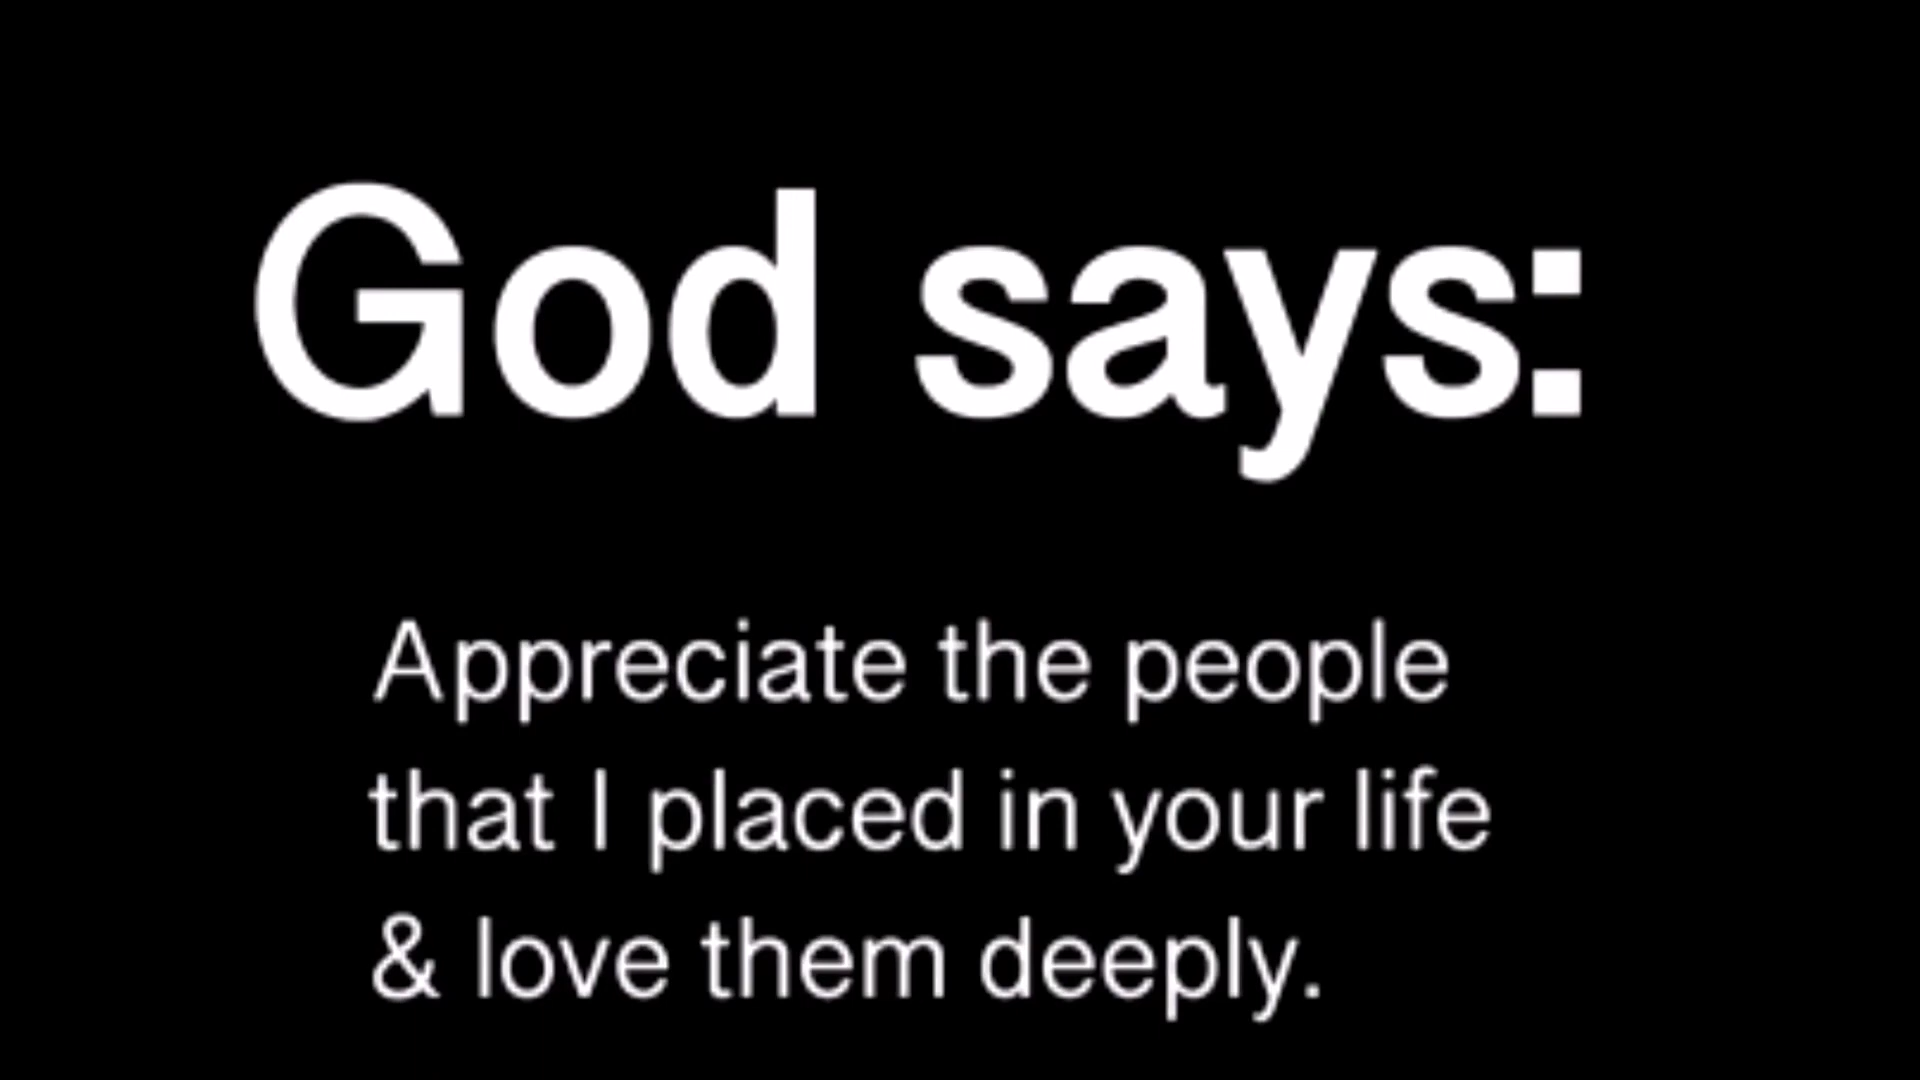 God says:
Appreciate the people
that I placed in your life
& love them deeply.